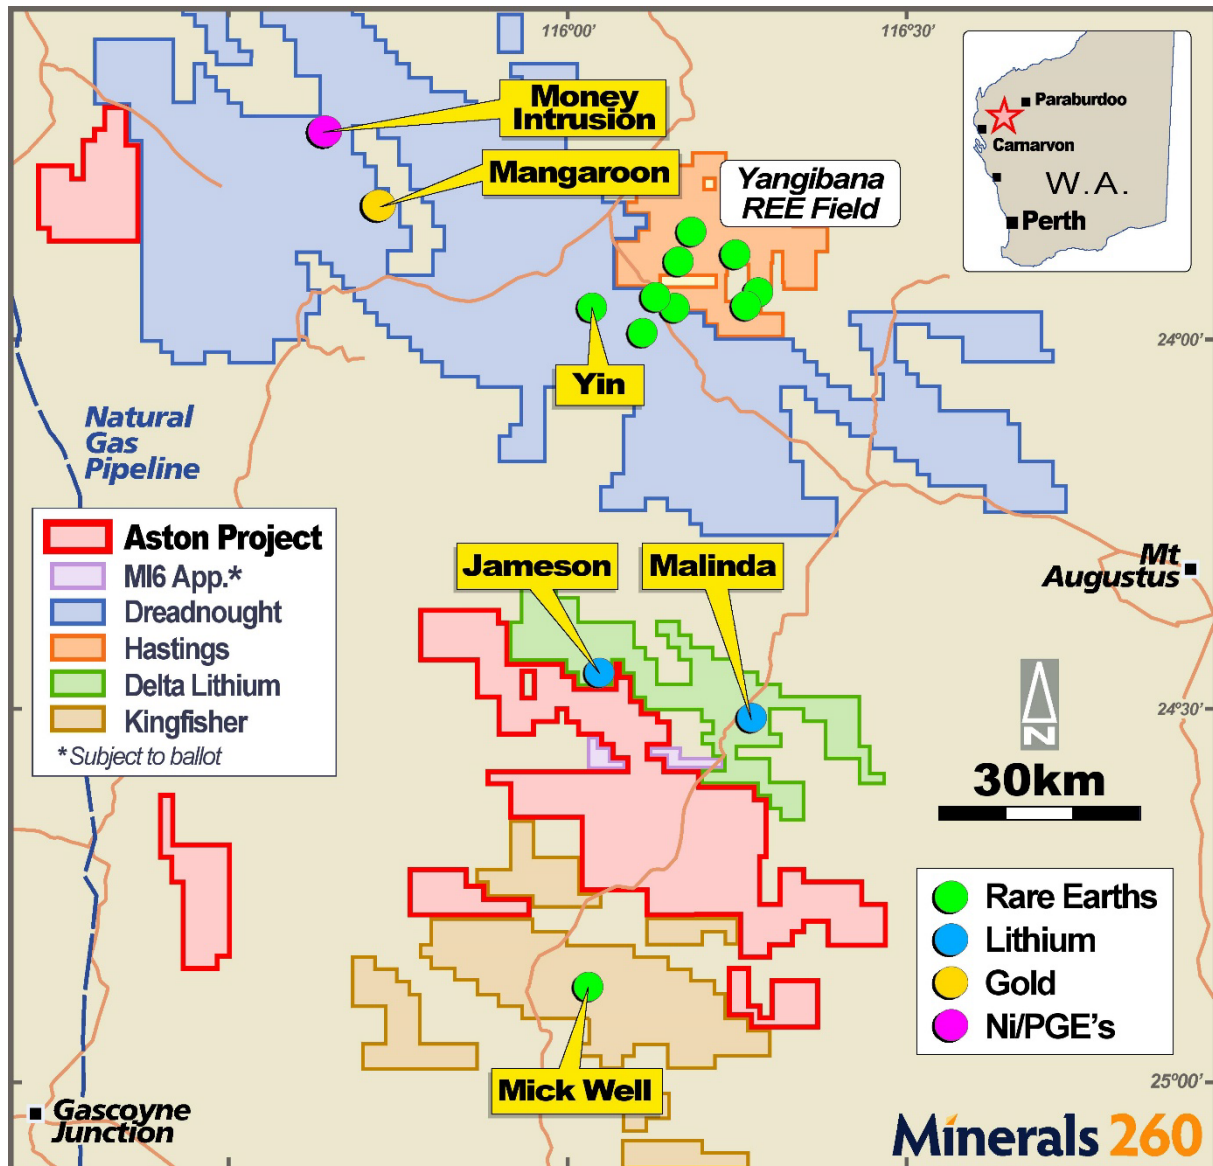 116°00'
116°30'
Money
Intrusion
Mangaroon
Yangibana
REE Field
Paraburdoo
Carnarvon
W.A.
Perth
Yin
24°00'
Natural
Gas
Pipeline
Aston Project
MI6 App.*
Dreadnought
Hastings
Delta Lithium
Kingfisher
*Subject to ballot
Jameson
Malinda
Mt
Augustus
N
24°30'
30km
Rare Earths
Lithium
Gold
Ni/PGE's
Mick Well
25°00'
Gascoyne
Junction
Minerals 260